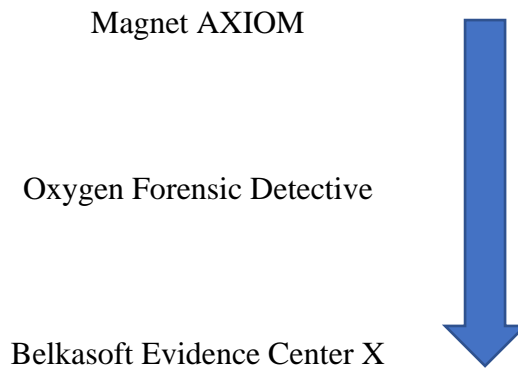 Magnet AXIOM
Oxygen Forensic Detective
Belkasoft Evidence Center X